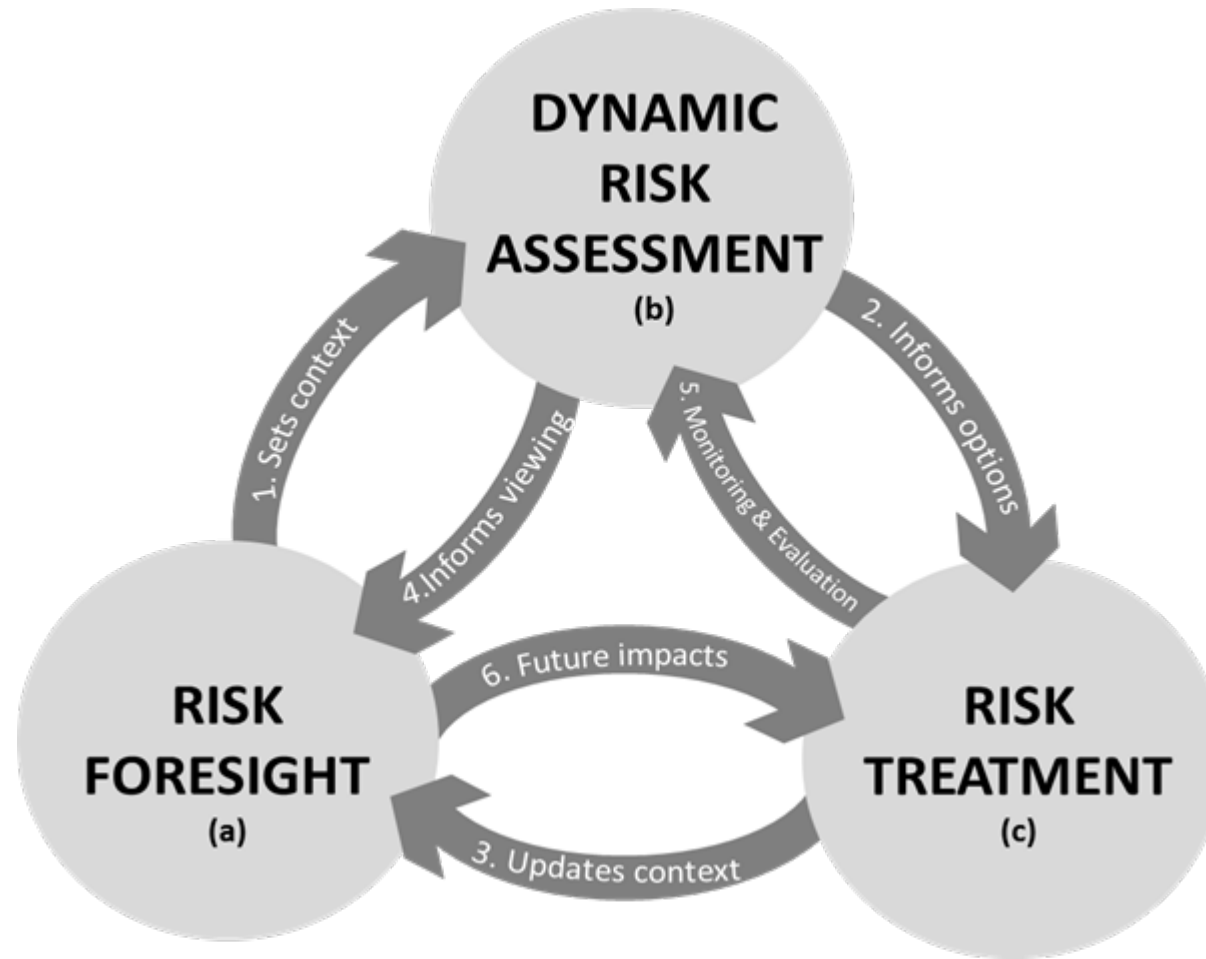 DYNAMIC
RISK
ASSESSMENT
(b)
1. Sets context
2. Informs options
4.Informs viewing
5. Monitoring & Evaluation
6. Future impacts
RISK
FORESIGHT
(a)
RISK
TREATMENT
(c)
3. Updates context